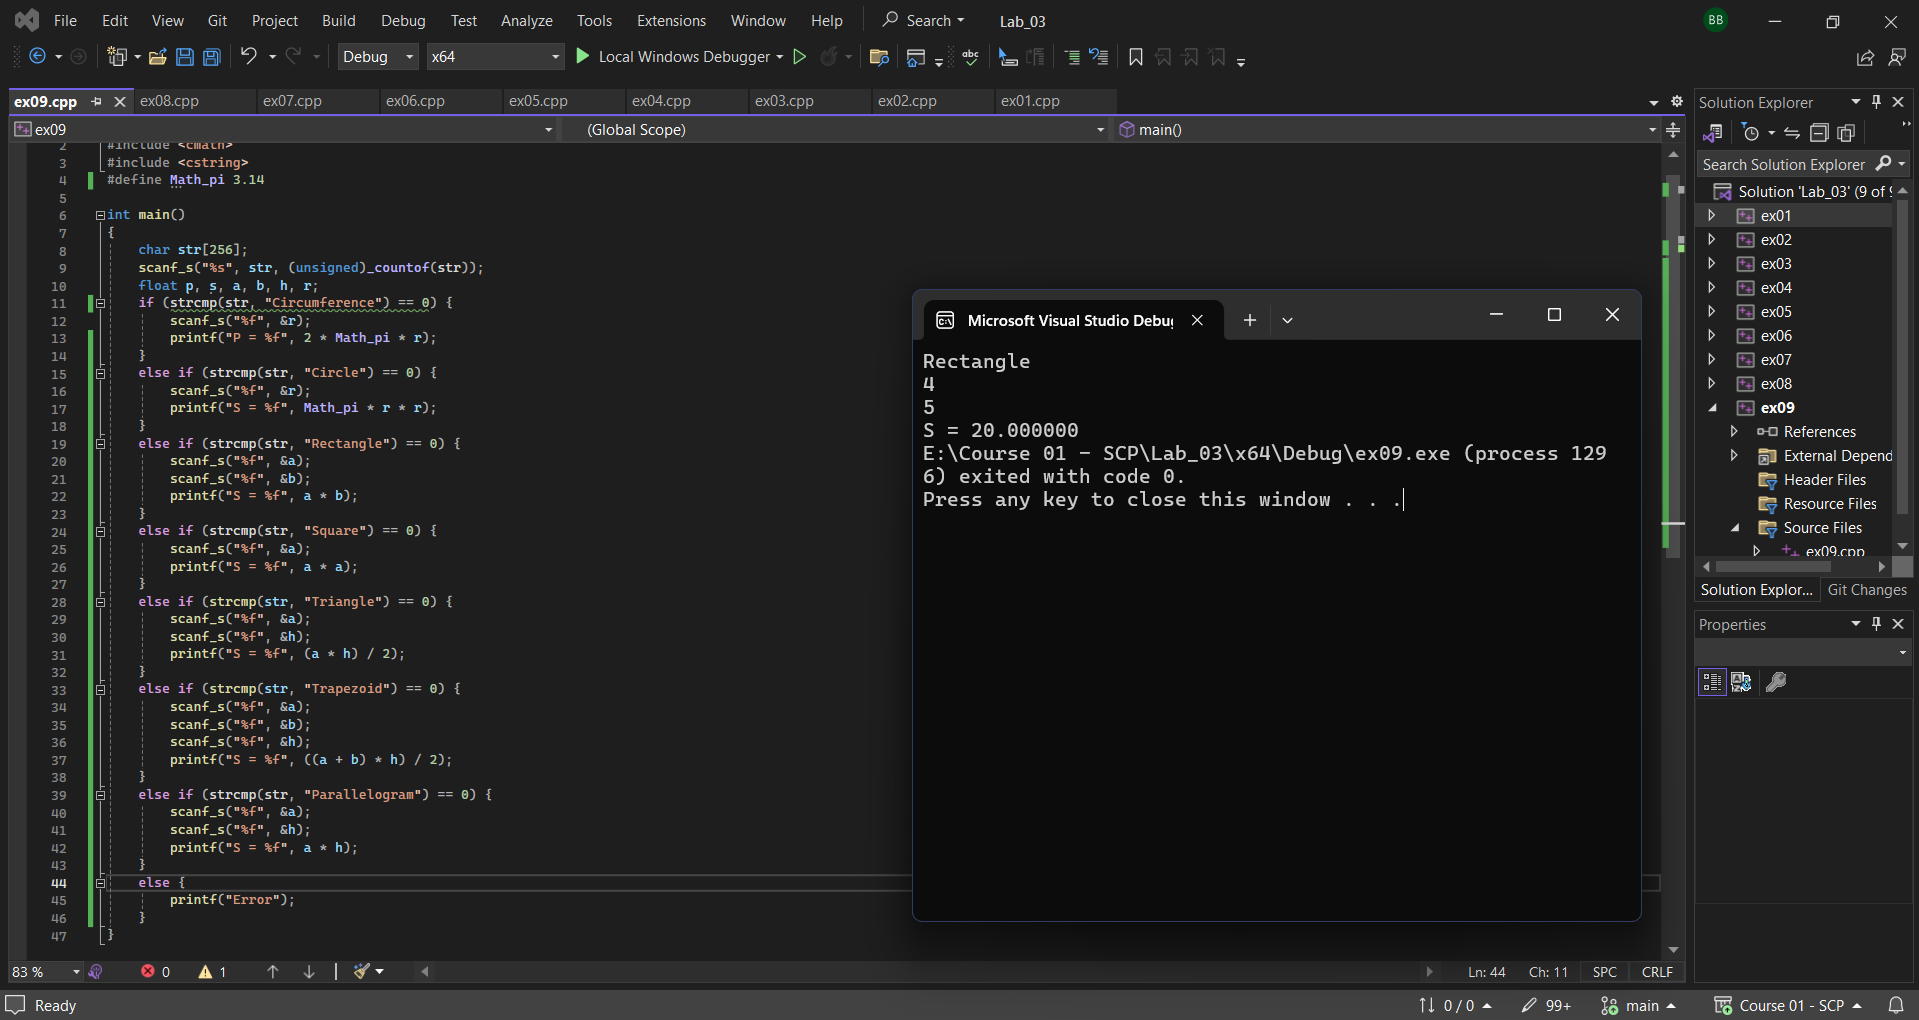 File Edit View Git Project Build Debug Test Analyze Tools Extensions Window Help Search Lab_03 BB
Debug x64 Local Windows Debugger abc
ex09.cpp ex08.cpp ex07.cpp ex06.cpp ex05.cpp ex04.cpp ex03.cpp ex02.cpp ex01.cpp
ex09 (Global Scope) main()
2 #include <cmath>
3 #include <cstring>
4 #define Math_pi 3.14
5
6 int main()
7 {
8 char str[256];
9 scanf_s("%s", str, (unsigned)_countof(str));
10 float p, s, a, b, h, r;
11 if (strcmp(str, "Circumference") == 0) {
12 scanf_s("%f", &r);
13 printf("P = %f", 2 * Math_pi * r);
14 }
15 else if (strcmp(str, "Circle") == 0) {
16 scanf_s("%f", &r);
17 printf("S = %f", Math_pi * r * r);
18 }
19 else if (strcmp(str, "Rectangle") == 0) {
20 scanf_s("%f", &a);
21 scanf_s("%f", &b);
22 printf("S = %f", a * b);
23 }
24 else if (strcmp(str, "Square") == 0) {
25 scanf_s("%f", &a);
26 printf("S = %f", a * a);
27 }
28 else if (strcmp(str, "Triangle") == 0) {
29 scanf_s("%f", &a);
30 scanf_s("%f", &h);
31 printf("S = %f", (a * h) / 2);
32 }
33 else if (strcmp(str, "Trapezoid") == 0) {
34 scanf_s("%f", &a);
35 scanf_s("%f", &b);
36 scanf_s("%f", &h);
37 printf("S = %f", ((a + b) * h) / 2);
38 }
39 else if (strcmp(str, "Parallelogram") == 0) {
40 scanf_s("%f", &a);
41 scanf_s("%f", &h);
42 printf("S = %f", a * h);
43 }
44 else {
45 printf("Error");
46 }
47 }
Microsoft Visual Studio Debu
Rectangle
4
5
S = 20.000000
E:\Course 01 - SCP\Lab_03\x64\Debug\ex09.exe (process 129
6) exited with code 0.
Press any key to close this window . . .
Solution Explorer
Search Solution Explorer
Solution 'Lab_03' (9 of 9
ex01
ex02
ex03
ex04
ex05
ex06
ex07
ex08
ex09
References
External Depend
Header Files
Resource Files
Source Files
ex09.cpp
Solution Explor... Git Changes
Properties
83 % 0 1 Ln: 44 Ch: 11 SPC CRLF
Ready 0 / 0 99+ main Course 01 - SCP